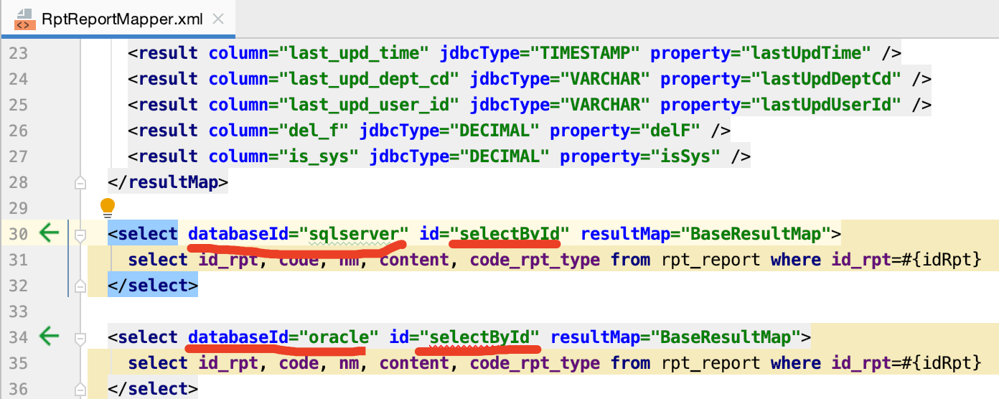 RptReportMapper.xml
23 <result column="last_upd_time" jdbcType="TIMESTAMP" property="lastUpdTime" />
24 <result column="last_upd_dept_cd" jdbcType="VARCHAR" property="lastUpdDeptCd" />
25 <result column="last_upd_user_id" jdbcType="VARCHAR" property="lastUpdUserId" />
26 <result column="del_f" jdbcType="DECIMAL" property="delF" />
27 <result column="is_sys" jdbcType="DECIMAL" property="isSys" />
28 </resultMap>
29
30 <select databaseId="sqlserver" id="selectById" resultMap="BaseResultMap">
31 select id_rpt, code, nm, content, code_rpt_type from rpt_report where id_rpt=#{idRpt}
32 </select>
33
34 <select databaseId="oracle" id="selectById" resultMap="BaseResultMap">
35 select id_rpt, code, nm, content, code_rpt_type from rpt_report where id_rpt=#{idRpt}
36 </select>